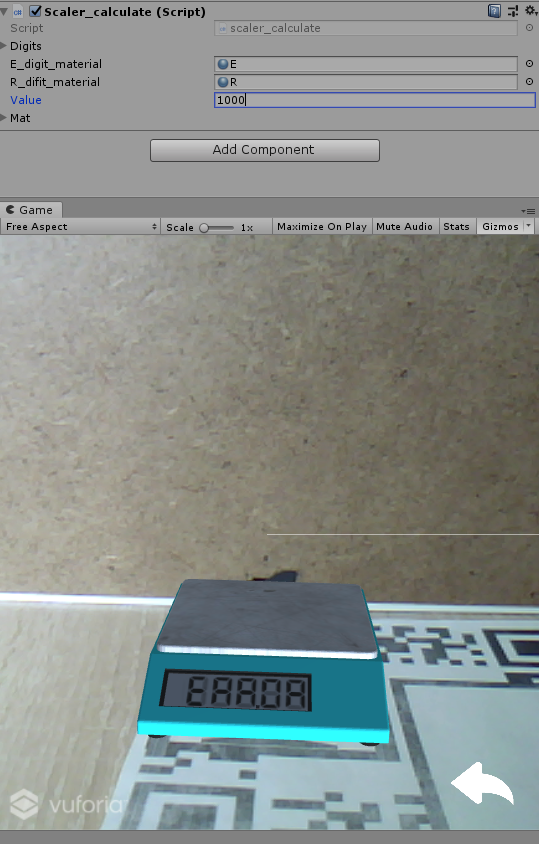 Scaler_calculate (Script)
Script scaler_calculate
Digits
E_digit_material E
R_difit_material R
Value 1000
Mat
Add Component
Game
Free Aspect Scale 1x Maximize On Play Mute Audio Stats Gizmos
vuforia